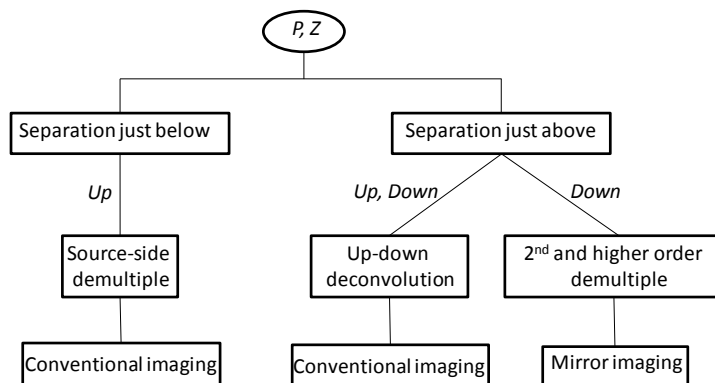 P, Z
Separation just below
Separation just above
Up
Up, Down
Down
Source-side
demultiple
Up-down
deconvolution
2nd and higher order
demultiple
Conventional imaging
Conventional imaging
Mirror imaging